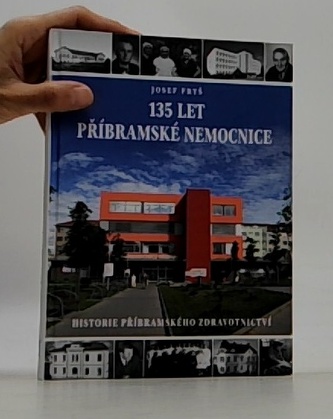 JOSEF FRYŠ
135 LET
PŘÍBRAMSKÉ NEMOCNICE
HISTORIE PŘÍBRAMSKÉHO ZDRAVOTNICTVÍ